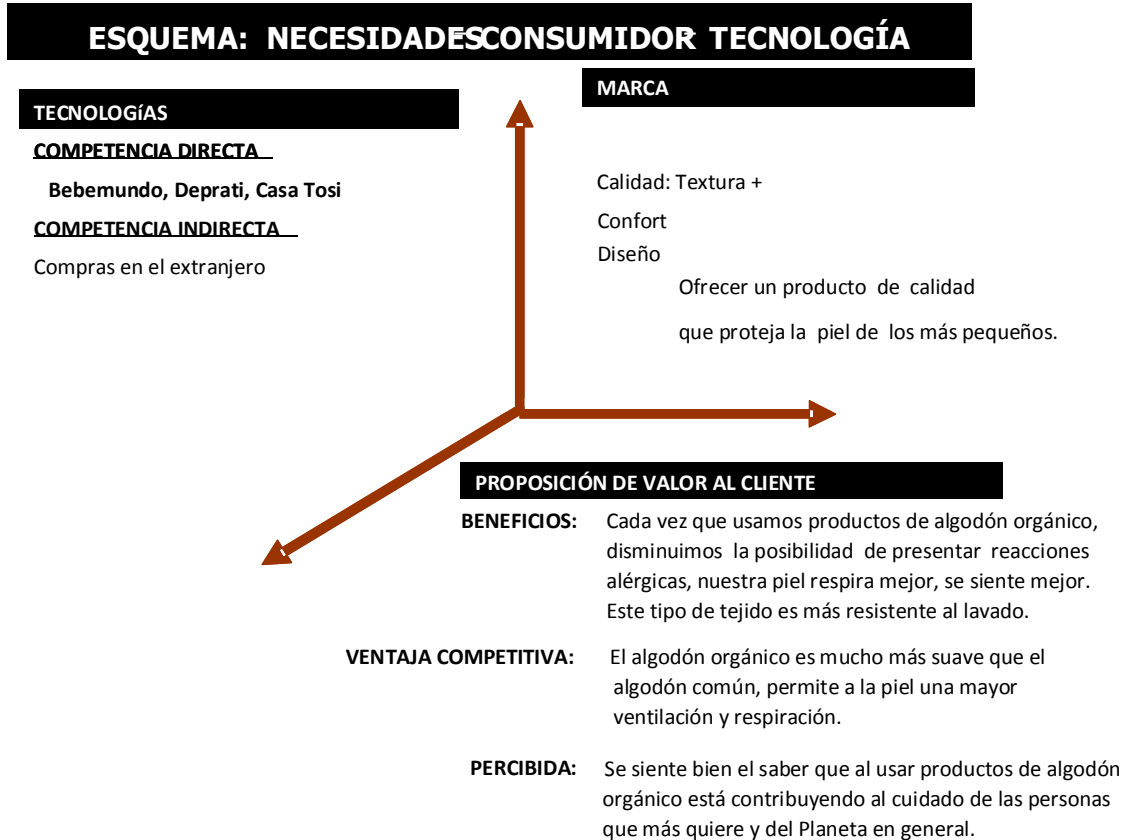 ESQUEMA: NECESIDADES CONSUMIDOR TECNOLOGÍA
TECNOLOGíAS
COMPETENCIA DIRECTA
Bebemundo, Deprati, Casa Tosi
COMPETENCIA INDIRECTA
Compras en el extranjero
MARCA
Calidad: Textura +
Confort
Diseño
Ofrecer un producto de calidad
que proteja la piel de los más pequeños.
PROPOSICIÓN DE VALOR AL CLIENTE
BENEFICIOS: Cada vez que usamos productos de algodón orgánico,
disminuimos la posibilidad de presentar reacciones
alérgicas, nuestra piel respira mejor, se siente mejor.
Este tipo de tejido es más resistente al lavado.
VENTAJA COMPETITIVA: El algodón orgánico es mucho más suave que el
algodón común, permite a la piel una mayor
ventilación y respiración.
PERCIBIDA: Se siente bien el saber que al usar productos de algodón
orgánico está contribuyendo al cuidado de las personas
que más quiere y del Planeta en general.